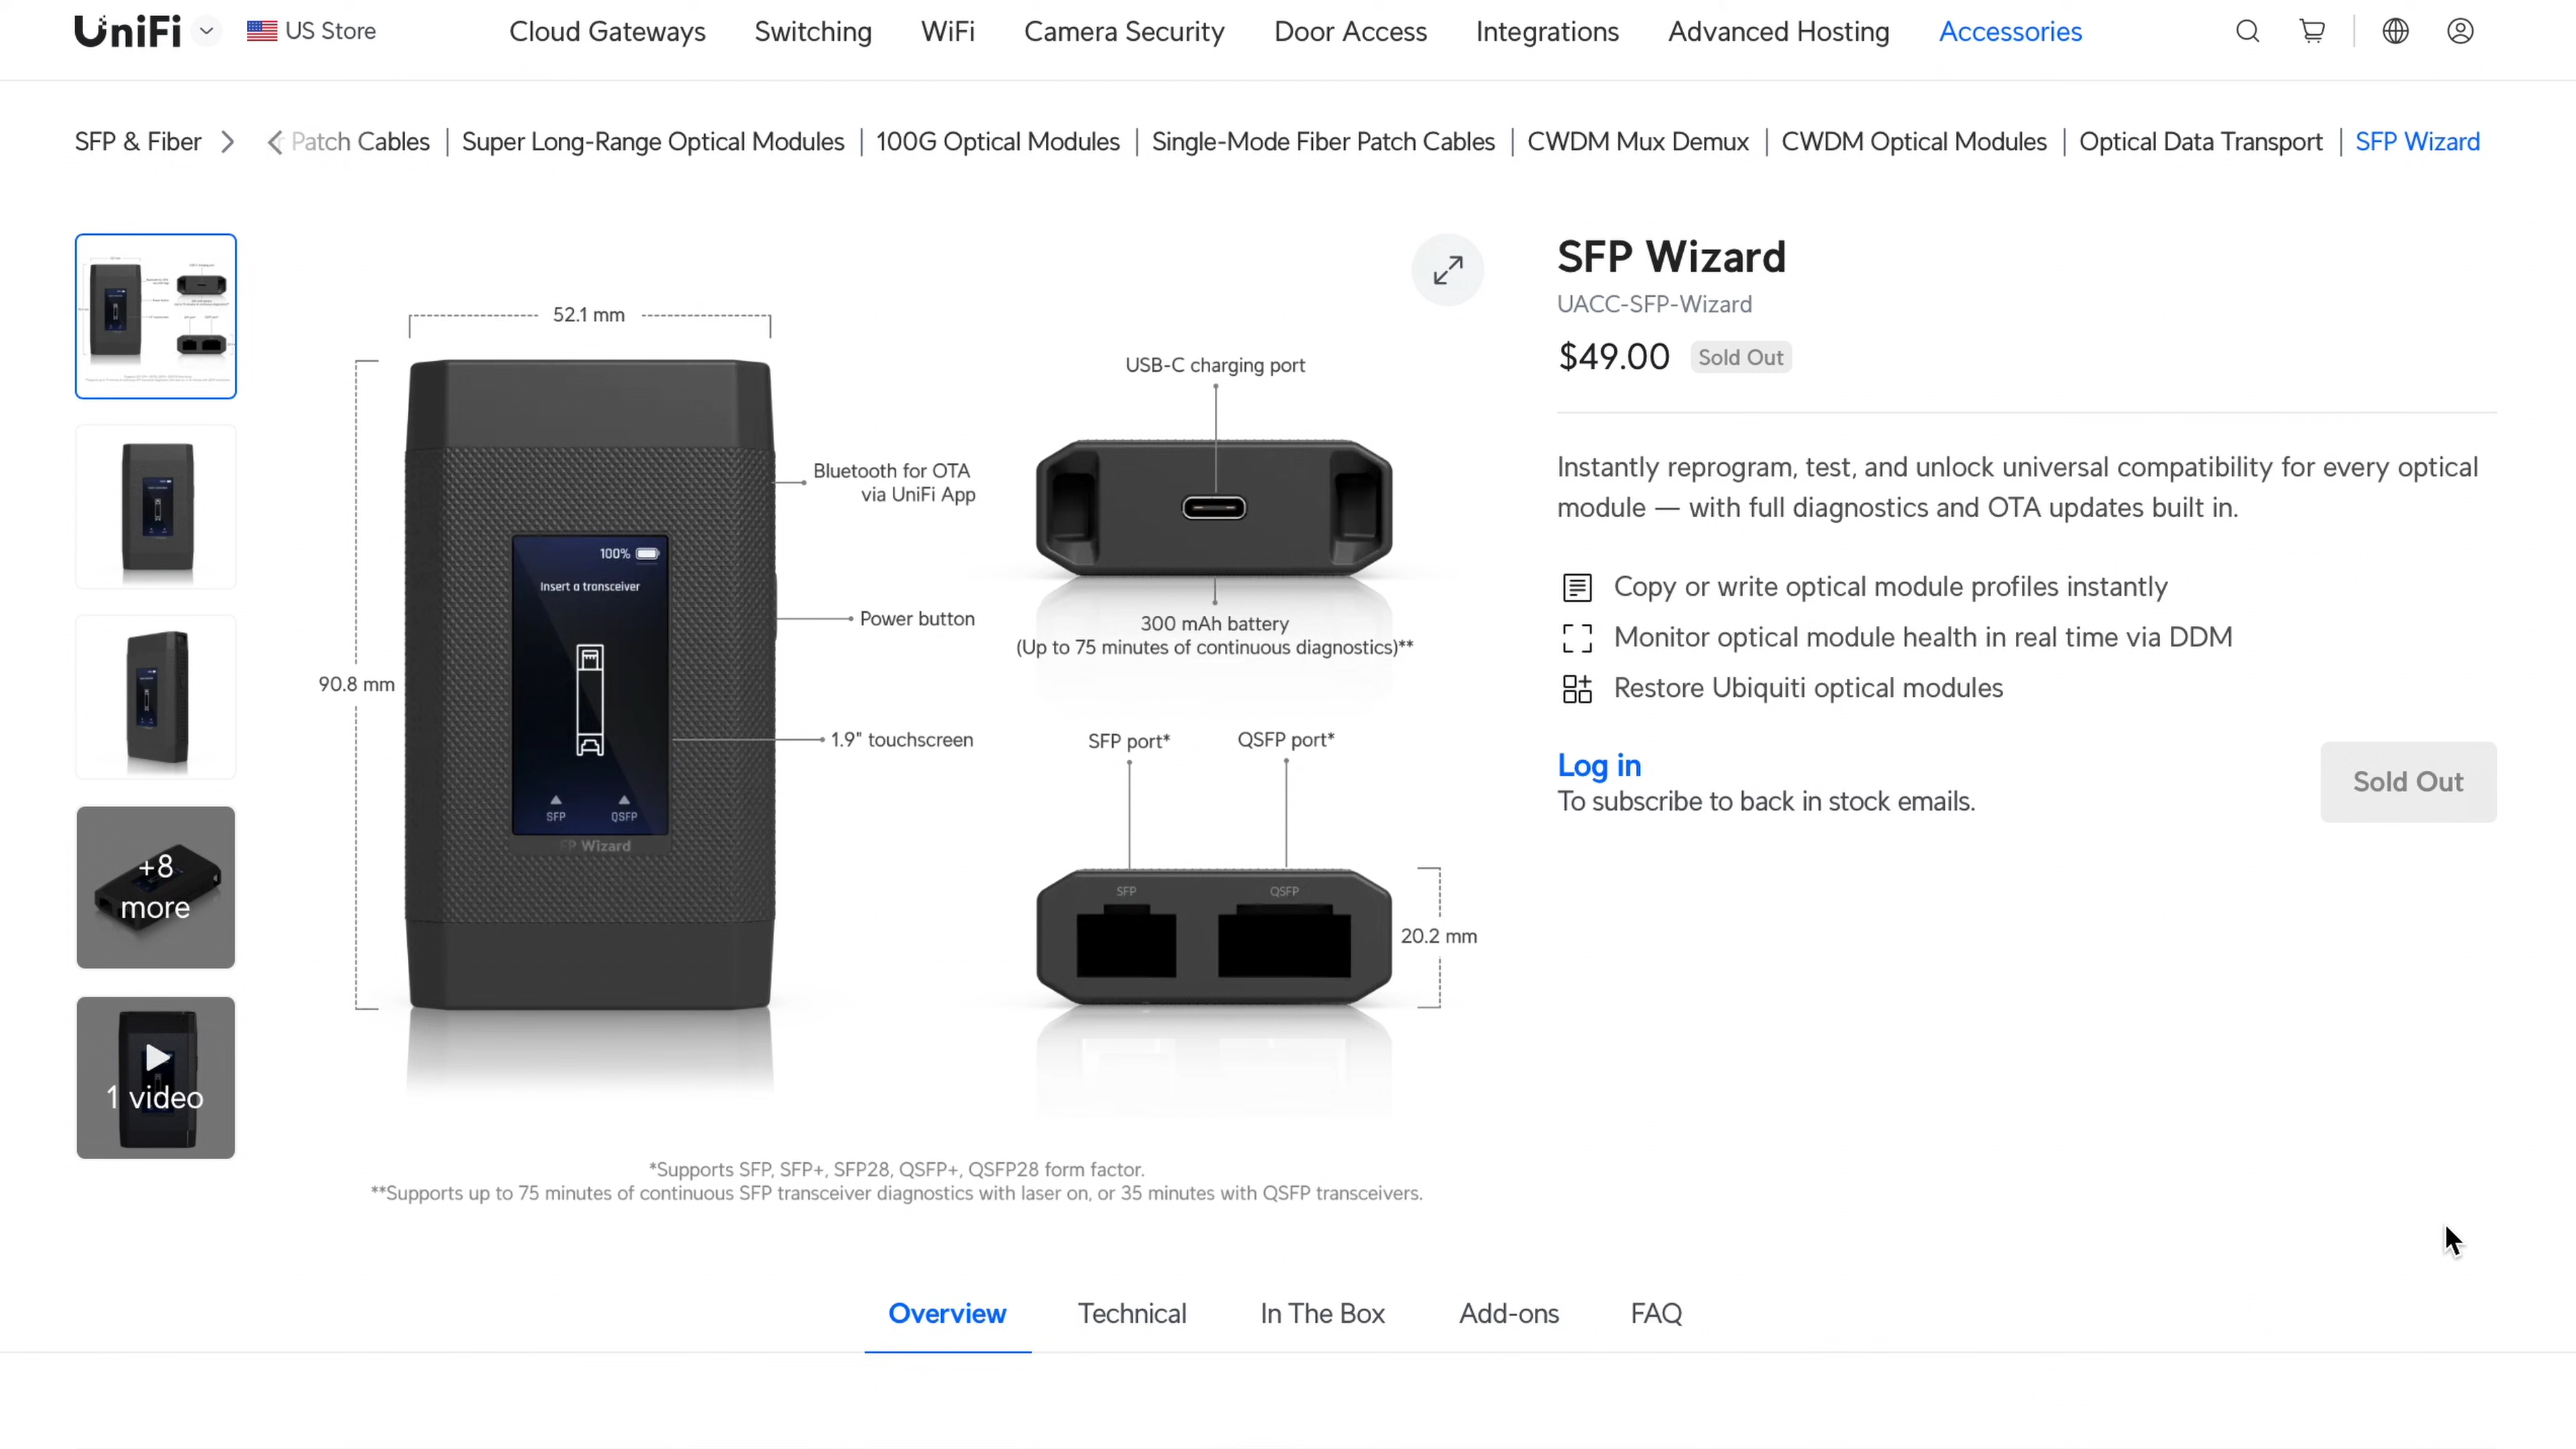 UniFi
US Store
Cloud Gateways
Switching
WiFi
Camera Security
Door Access
Integrations
Advanced Hosting
Accessories
SFP & Fiber
Patch Cables
Super Long-Range Optical Modules
100G Optical Modules
Single-Mode Fiber Patch Cables
CWDM Mux Demux
CWDM Optical Modules
Optical Data Transport
SFP Wizard
+8
more
1 video
52.1 mm
90.8 mm
Bluetooth for OTA
via UniFi App
Power button
1.9" touchscreen
100%
Insert a transceiver
SFP
QSFP
FP Wizard
USB-C charging port
300 mAh battery
(Up to 75 minutes of continuous diagnostics)**
SFP port*
QSFP port*
SFP
QSFP
20.2 mm
*Supports SFP, SFP+, SFP28, QSFP+, QSFP28 form factor.
**Supports up to 75 minutes of continuous SFP transceiver diagnostics with laser on, or 35 minutes with QSFP transceivers.
SFP Wizard
UACC-SFP-Wizard
$49.00
Sold Out
Instantly reprogram, test, and unlock universal compatibility for every optical
module — with full diagnostics and OTA updates built in.
Copy or write optical module profiles instantly
Monitor optical module health in real time via DDM
Restore Ubiquiti optical modules
Log in
To subscribe to back in stock emails.
Sold Out
Overview
Technical
In The Box
Add-ons
FAQ